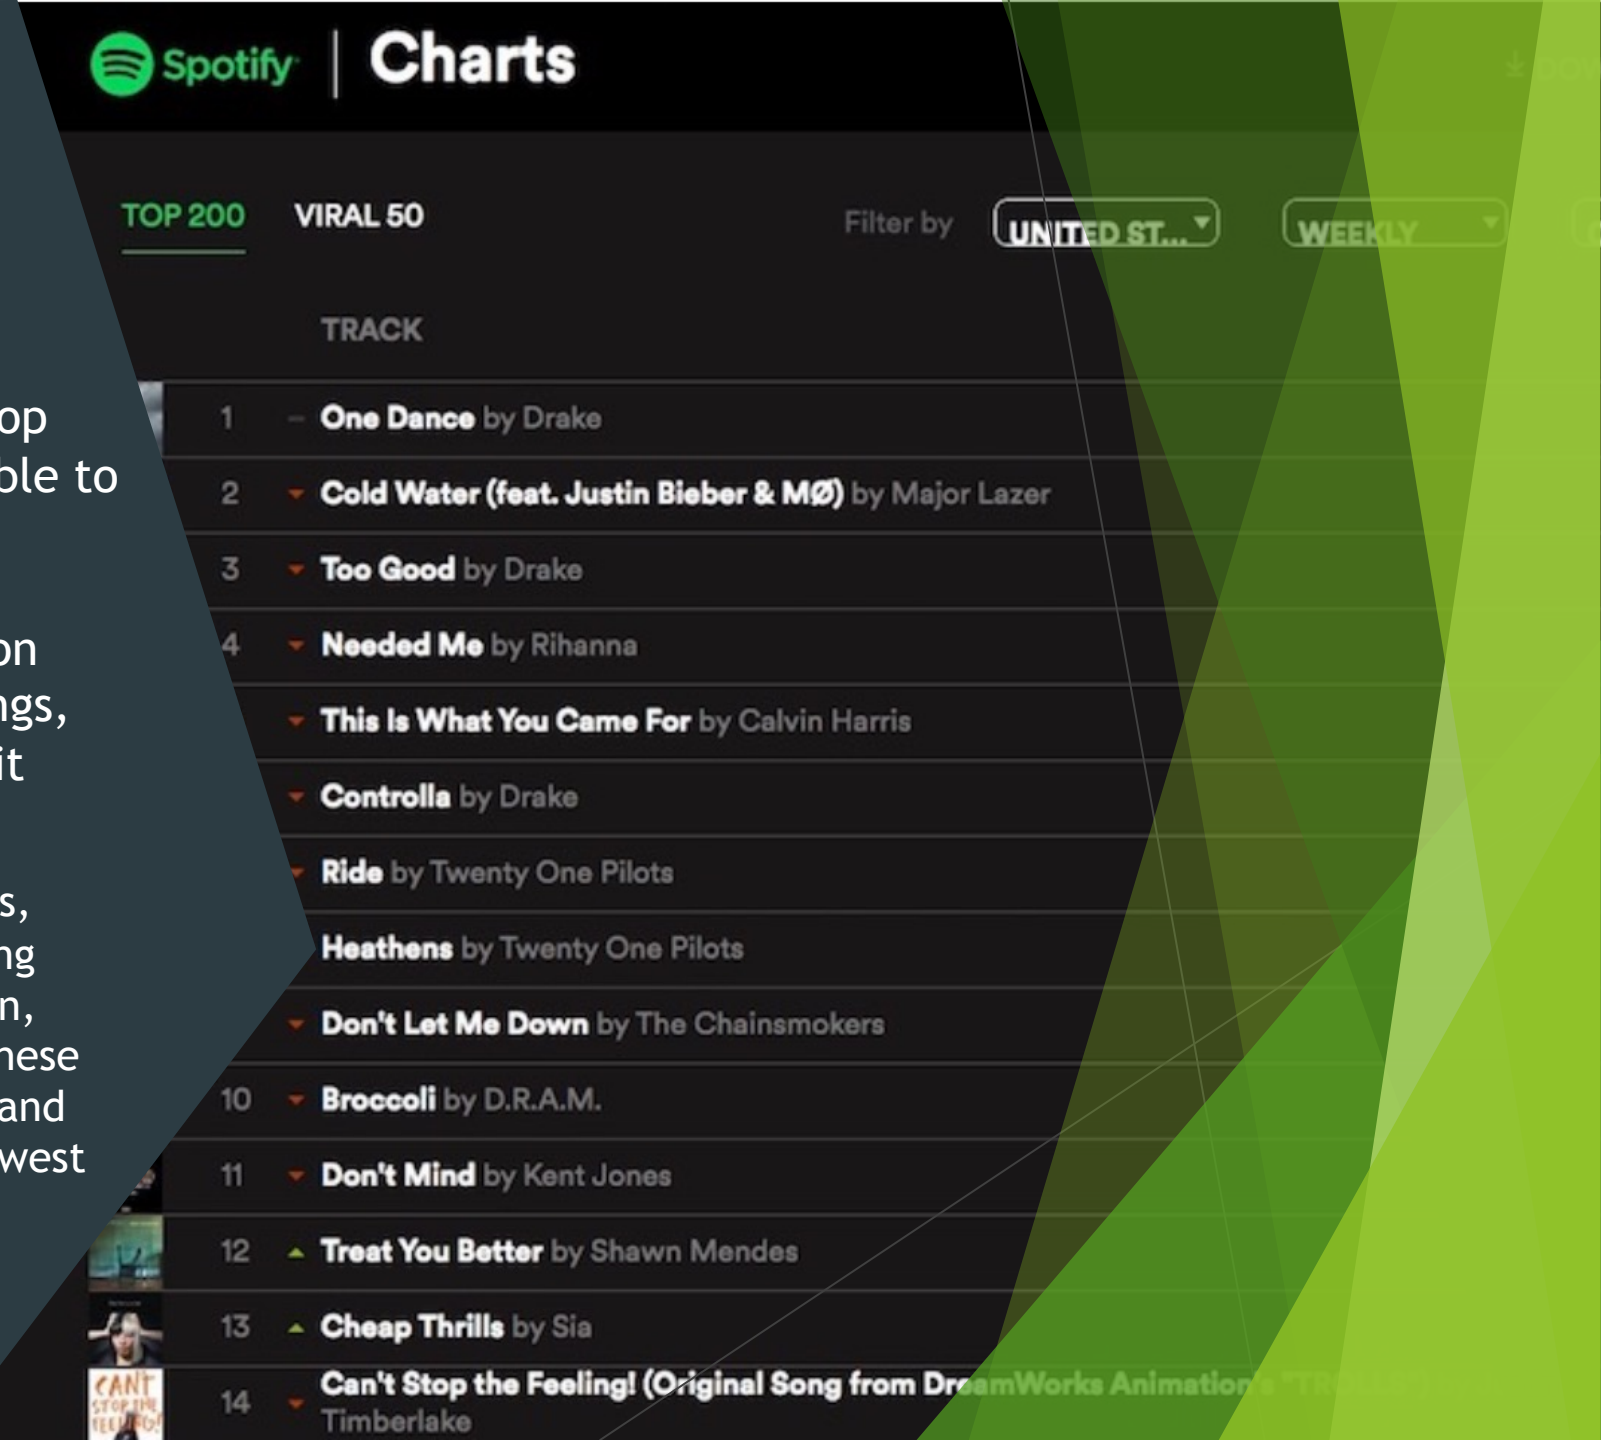 Spotify | Charts
TOP 200 VIRAL 50 Filter by UNITED ST... WEEKLY
TRACK
1 One Dance by Drake
2 Cold Water (feat. Justin Bieber & MØ) by Major Lazer
3 Too Good by Drake
4 Needed Me by Rihanna
This Is What You Came For by Calvin Harris
Controlla by Drake
Ride by Twenty One Pilots
Heathens by Twenty One Pilots
Don't Let Me Down by The Chainsmokers
10 Broccoli by D.R.A.M.
11 Don't Mind by Kent Jones
12 Treat You Better by Shawn Mendes
13 Cheap Thrills by Sia
14 Can't Stop the Feeling! (Original Song from DreamWorks Animation's "TROLLS")
Timberlake
CAN'T
STOP THE
FEELING!
op
ble to
on
ngs,
it
s,
ng
n,
hese
and
west